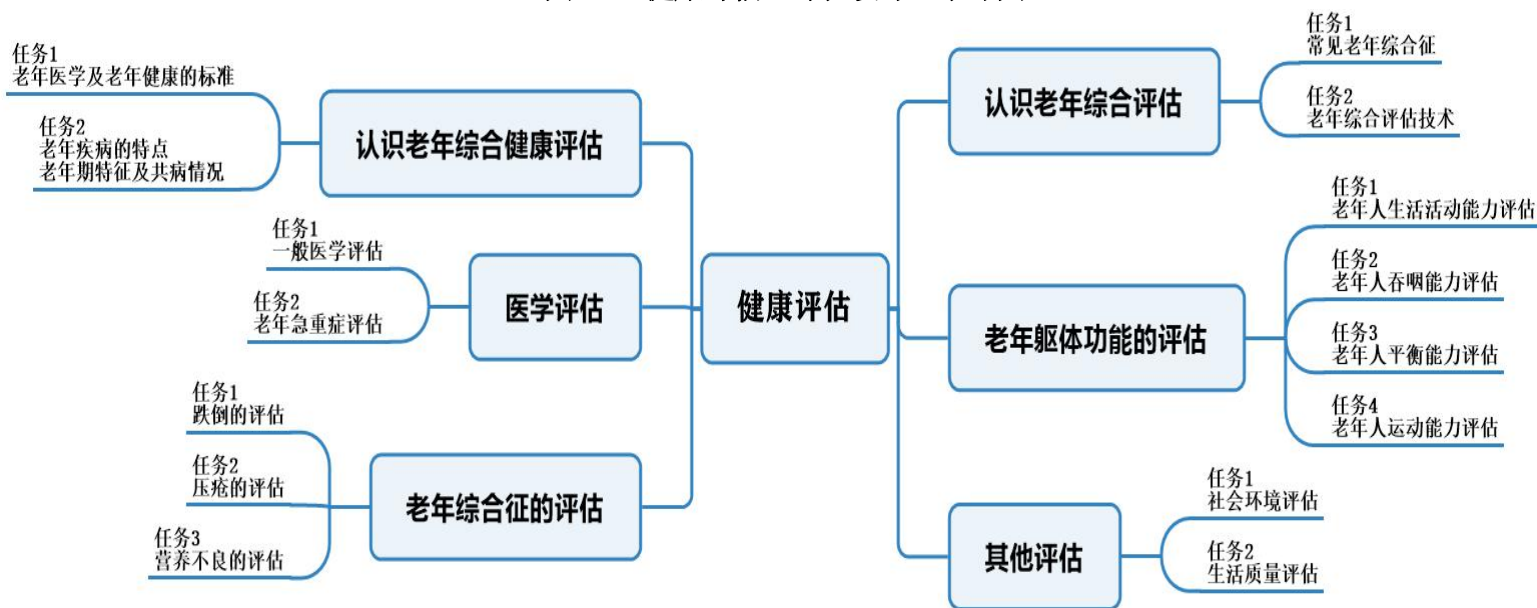 任务1
老年医学及老年健康的标准
任务2
老年疾病的特点
老年期特征及共病情况
认识老年综合健康评估
任务1
一般医学评估
任务2
老年急重症评估
医学评估
任务1
跌倒的评估
任务2
压疮的评估
任务3
营养不良的评估
老年综合征的评估
健康评估
认识老年综合评估
任务1
常见老年综合征
任务2
老年综合评估技术
老年躯体功能的评估
任务1
老年人生活活动能力评估
任务2
老年人吞咽能力评估
任务3
老年人平衡能力评估
任务4
老年人运动能力评估
其他评估
任务1
社会环境评估
任务2
生活质量评估